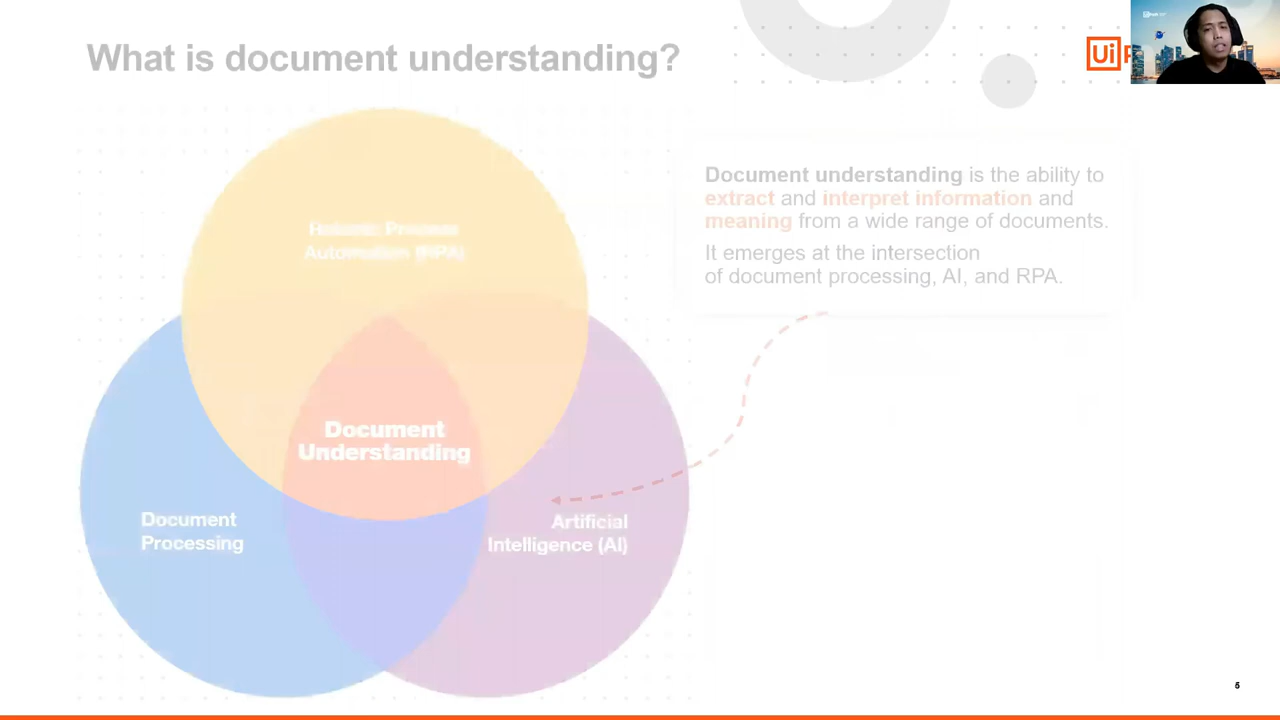 What is document understanding?
Ui
Robotic Process
Automation (RPA)
Document understanding is the ability to
extract and interpret information and
meaning from a wide range of documents.
It emerges at the intersection
of document processing, AI, and RPA.
Document
Understanding
Document
Processing
Artificial
Intelligence (AI)
5